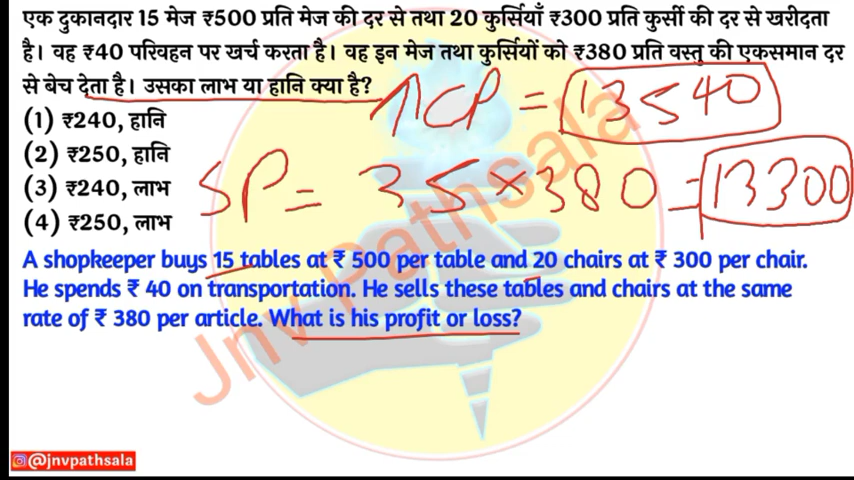 एक दुकानदार 15 मेज ₹500 प्रति मेज की दर से तथा 20 कुर्सियाँ ₹300 प्रति कुर्सी की दर से खरीदता
है। वह ₹40 परिवहन पर खर्च करता है। वह इन मेज तथा कुर्सियों को ₹380 प्रति वस्तु की एकसमान दर
से बेच देता है। उसका लाभ या हानि क्या है?
TCP = 13540
(1) ₹240, हानि
(2) ₹250, हानि
(3) ₹240, लाभ
(4) ₹250, लाभ
SP = 35×380 = 13300
A shopkeeper buys 15 tables at ₹ 500 per table and 20 chairs at ₹ 300 per chair.
He spends ₹ 40 on transportation. He sells these tables and chairs at the same
rate of ₹ 380 per article. What is his profit or loss?
Jnv Pathsala
@jnvpathsala